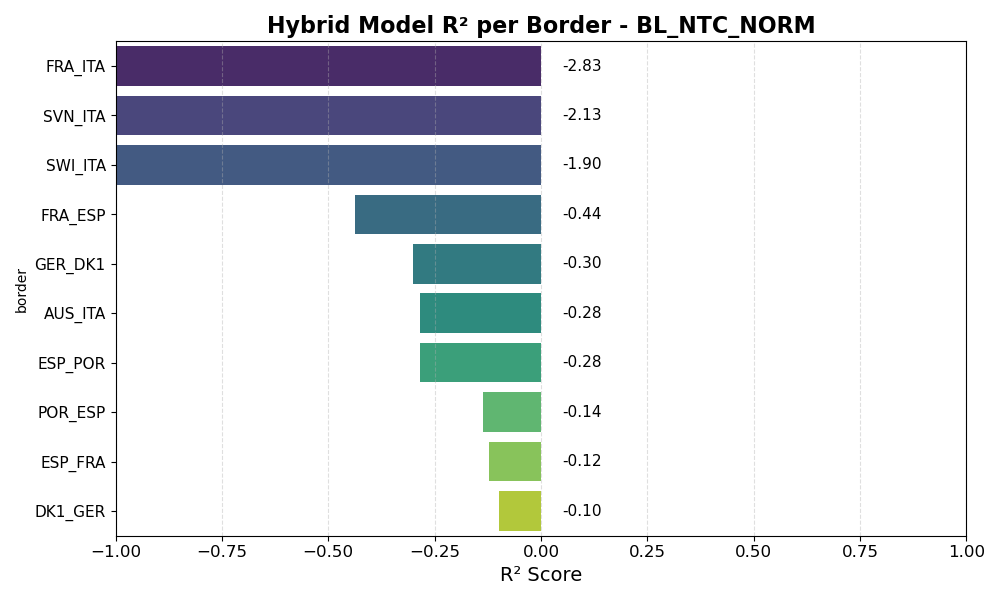 Hybrid Model R² per Border - BL_NTC_NORM
border
FRA_ITA -2.83
SVN_ITA -2.13
SWI_ITA -1.90
FRA_ESP -0.44
GER_DK1 -0.30
AUS_ITA -0.28
ESP_POR -0.28
POR_ESP -0.14
ESP_FRA -0.12
DK1_GER -0.10
−1.00 −0.75 −0.50 −0.25 0.00 0.25 0.50 0.75 1.00
R² Score